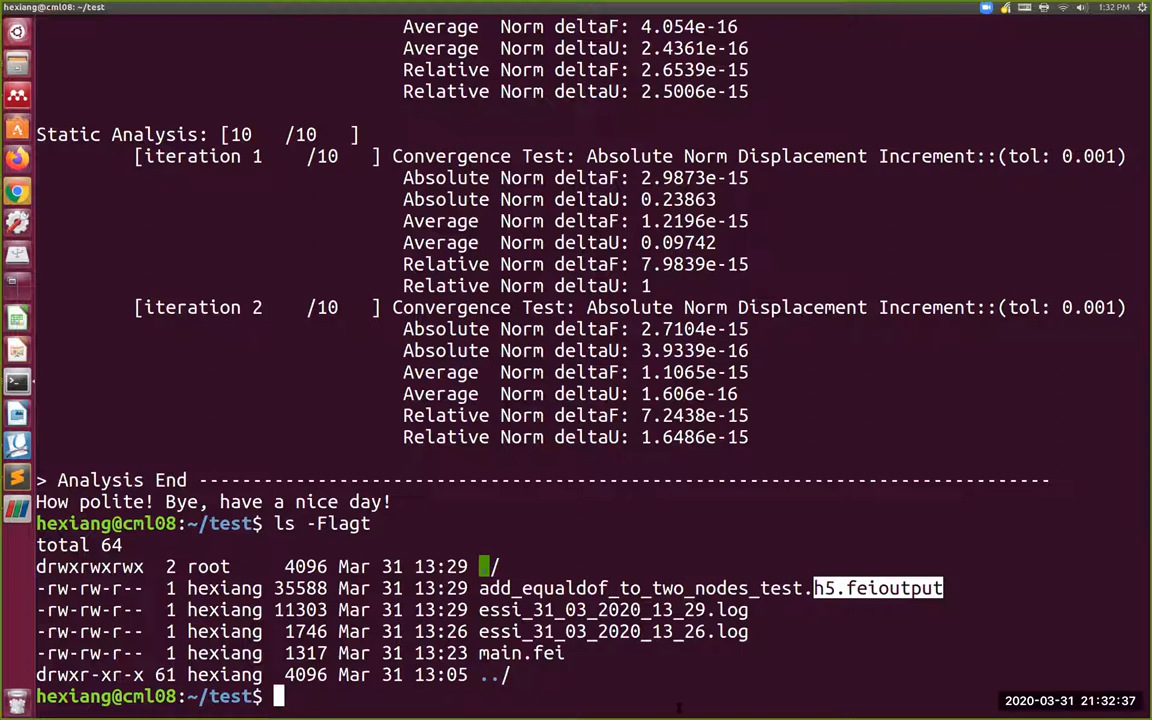 hexiang@cml08: ~/test
1:32 PM
Average  Norm deltaF: 4.054e-16
Average  Norm deltaU: 2.4361e-16
Relative Norm deltaF: 2.6539e-15
Relative Norm deltaU: 2.5006e-15
Static Analysis: [10   /10   ]
[iteration 1    /10   ] Convergence Test: Absolute Norm Displacement Increment::(tol: 0.001)
Absolute Norm deltaF: 2.9873e-15
Absolute Norm deltaU: 0.23863
Average  Norm deltaF: 1.2196e-15
Average  Norm deltaU: 0.09742
Relative Norm deltaF: 7.9839e-15
Relative Norm deltaU: 1
[iteration 2    /10   ] Convergence Test: Absolute Norm Displacement Increment::(tol: 0.001)
Absolute Norm deltaF: 2.7104e-15
Absolute Norm deltaU: 3.9339e-16
Average  Norm deltaF: 1.1065e-15
Average  Norm deltaU: 1.606e-16
Relative Norm deltaF: 7.2438e-15
Relative Norm deltaU: 1.6486e-15
> Analysis End -------------------------------------------------------------------------------
How polite! Bye, have a nice day!
hexiang@cml08:~/test$ ls -Flagt
total 64
drwxrwxrwx  2 root     4096 Mar 31 13:29 ./
-rw-rw-r--  1 hexiang 35588 Mar 31 13:29 add_equaldof_to_two_nodes_test.h5.feioutput
-rw-rw-r--  1 hexiang 11303 Mar 31 13:29 essi_31_03_2020_13_29.log
-rw-rw-r--  1 hexiang  1746 Mar 31 13:26 essi_31_03_2020_13_26.log
-rw-rw-r--  1 hexiang  1317 Mar 31 13:23 main.fei
drwxr-xr-x 61 hexiang  4096 Mar 31 13:05 ../
hexiang@cml08:~/test$
2020-03-31 21:32:37